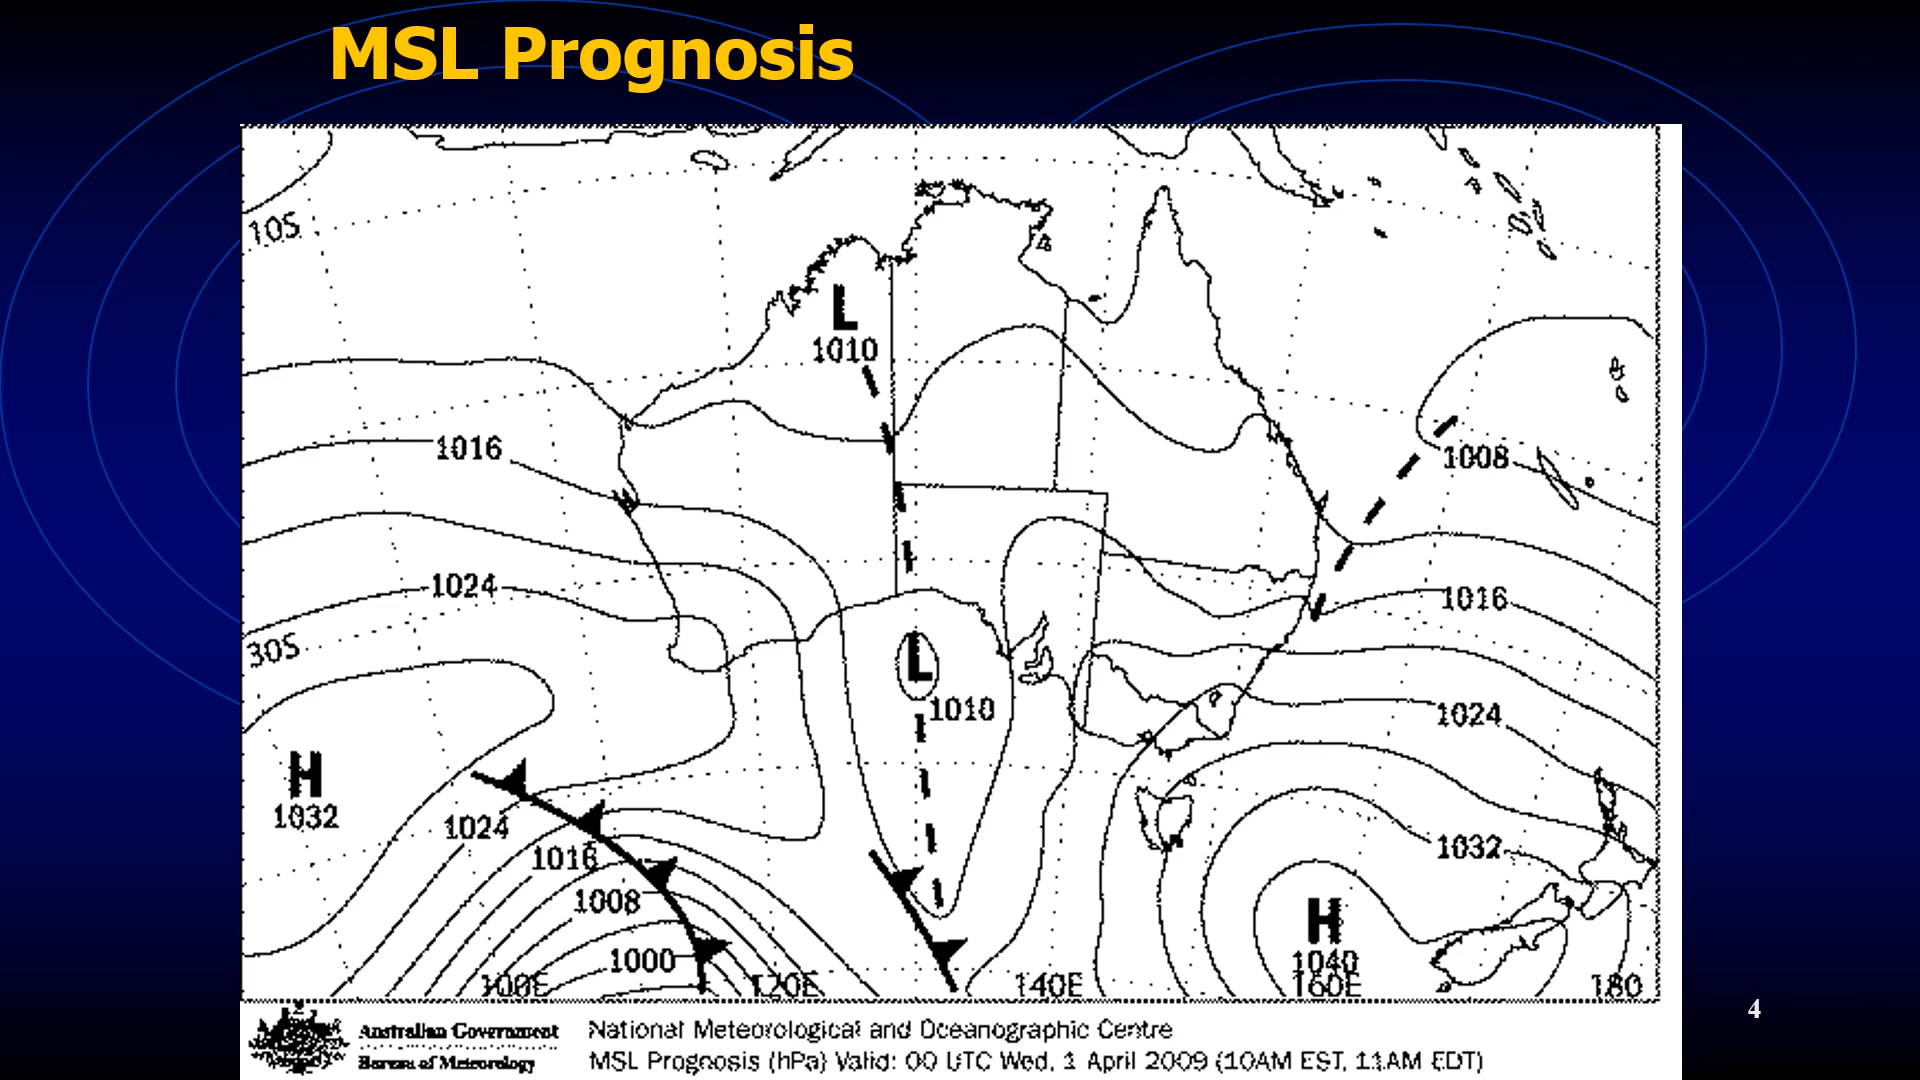 MSL Prognosis
10S
L
1010
1016
1008
1024
1016
30S
L
1010
1024
H
1032
1024
1016
1032
1008
H
1000
1040
100E 120E 140E 160E 180
4
Australian Government
Bureau of Meteorology
National Meteorological and Oceanographic Centre
MSL Prognosis (hPa) Valid: 00 UTC Wed, 1 April 2009 (10AM EST, 11AM EDT)